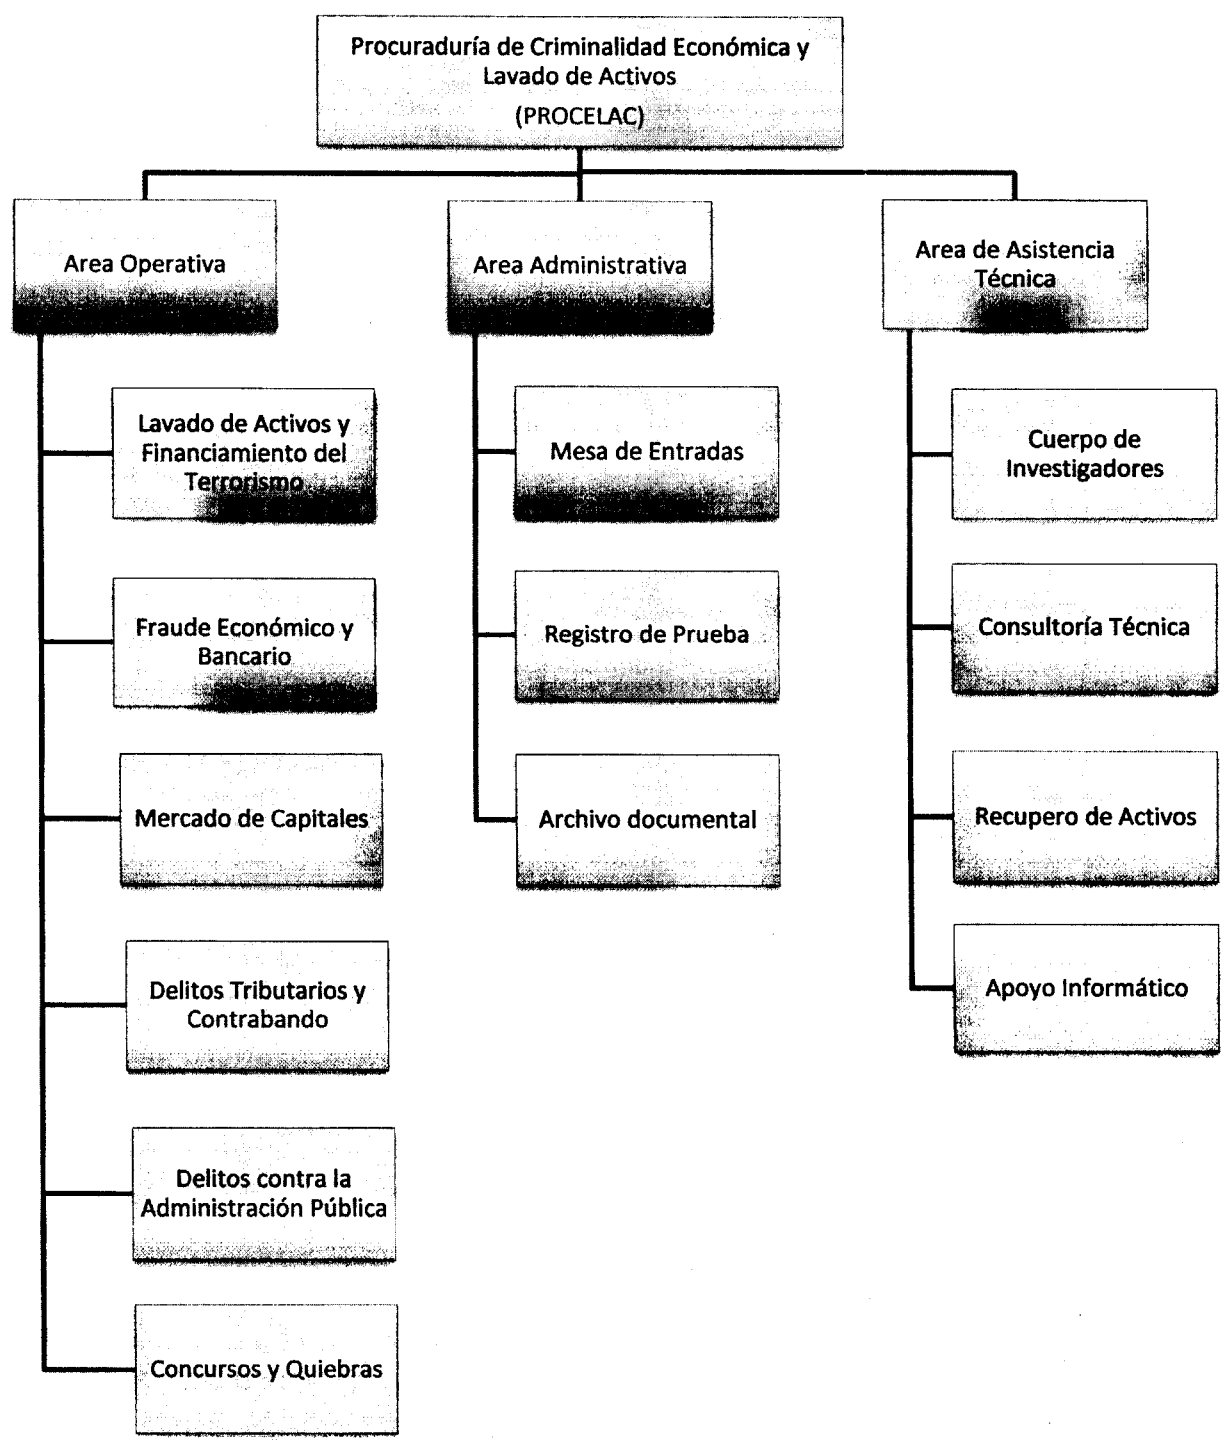 Procuraduría de Criminalidad Económica y
Lavado de Activos
(PROCELAC)
Area Operativa
Lavado de Activos y
Financiamiento del
Terrorismo
Fraude Económico y
Bancario
Mercado de Capitales
Delitos Tributarios y
Contrabando
Delitos contra la
Administración Pública
Concursos y Quiebras
Area Administrativa
Mesa de Entradas
Registro de Prueba
Archivo documental
Area de Asistencia
Técnica
Cuerpo de
Investigadores
Consultoría Técnica
Recupero de Activos
Apoyo Informático